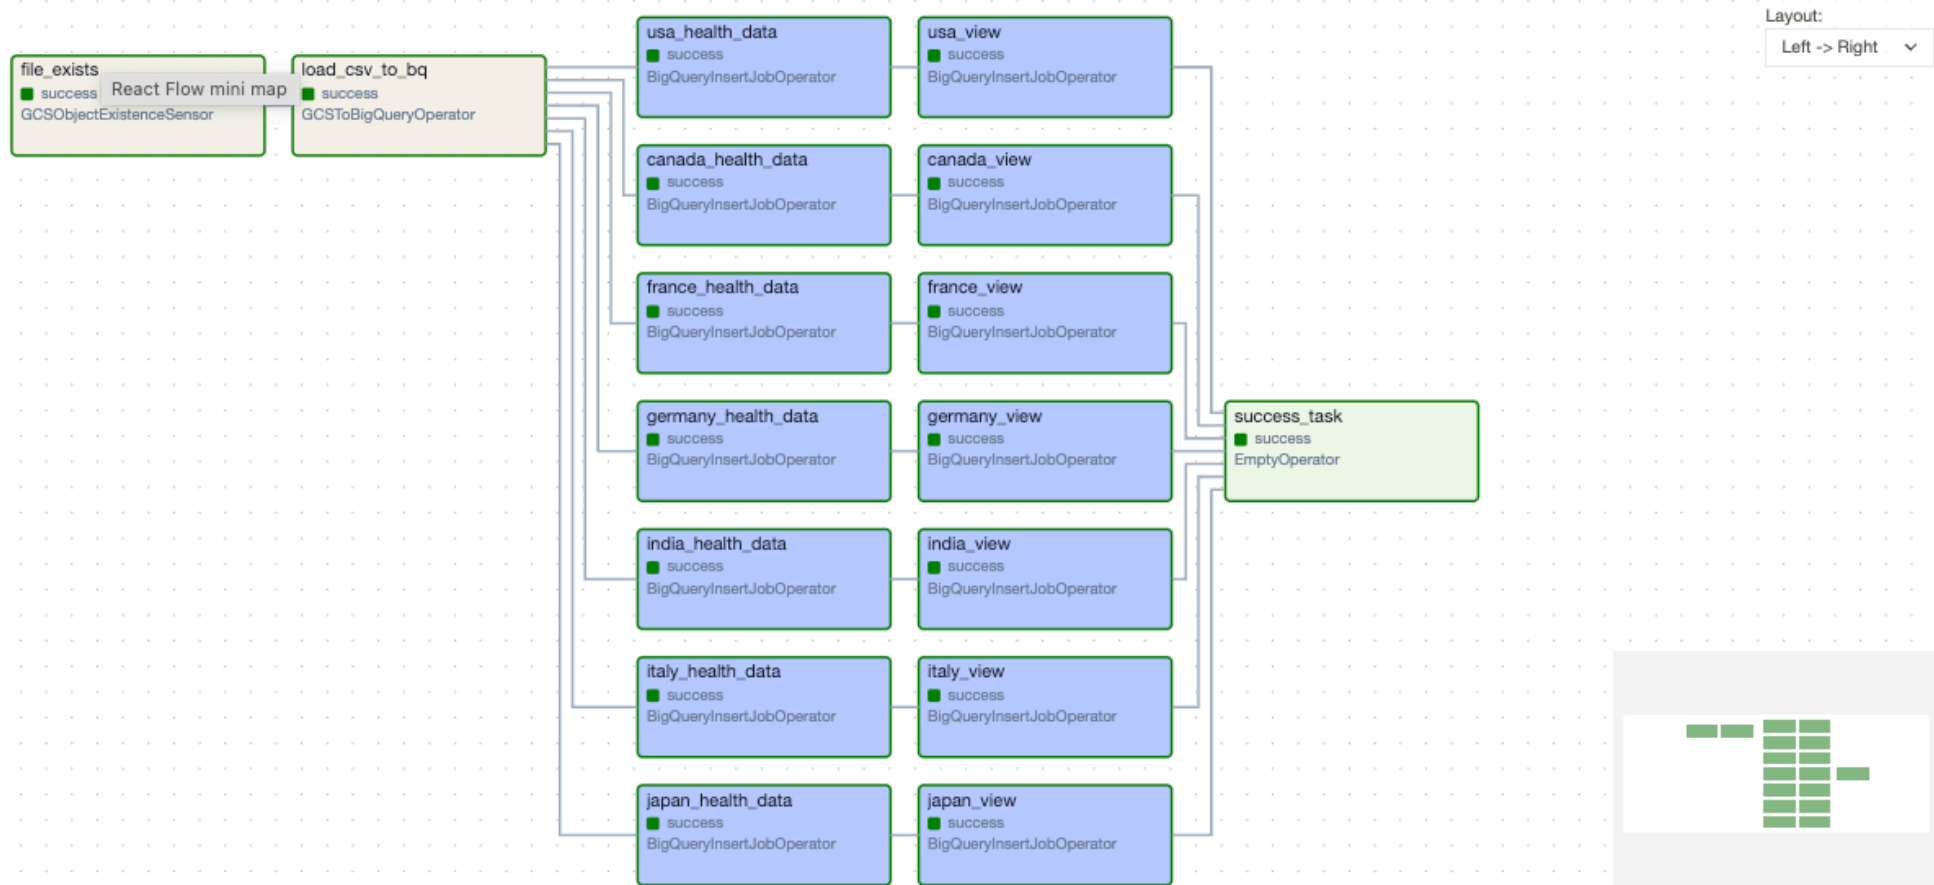 Layout:
Left -> Right
file_exists
success
GCSObjectExistenceSensor
React Flow mini map
load_csv_to_bq
success
GCSToBigQueryOperator
usa_health_data
success
BigQueryInsertJobOperator
usa_view
success
BigQueryInsertJobOperator
canada_health_data
success
BigQueryInsertJobOperator
canada_view
success
BigQueryInsertJobOperator
france_health_data
success
BigQueryInsertJobOperator
france_view
success
BigQueryInsertJobOperator
germany_health_data
success
BigQueryInsertJobOperator
germany_view
success
BigQueryInsertJobOperator
success_task
success
EmptyOperator
india_health_data
success
BigQueryInsertJobOperator
india_view
success
BigQueryInsertJobOperator
italy_health_data
success
BigQueryInsertJobOperator
italy_view
success
BigQueryInsertJobOperator
japan_health_data
success
BigQueryInsertJobOperator
japan_view
success
BigQueryInsertJobOperator